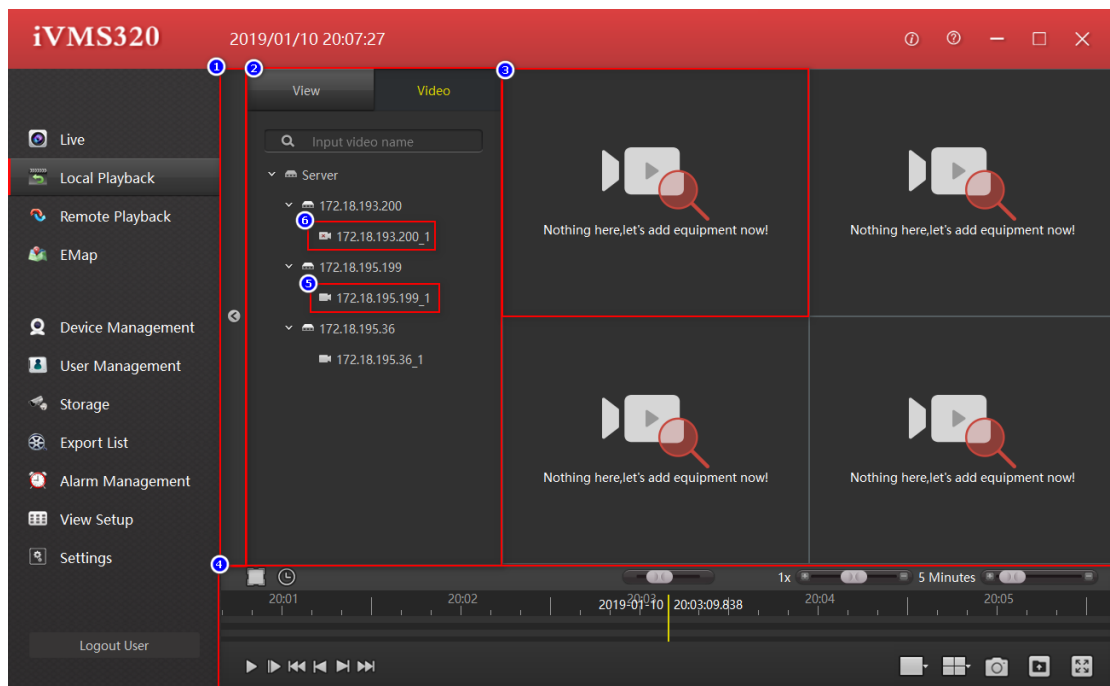 iVMS320
2019/01/10 20:07:27
1
2
3
View
Video
Input video name
Live
Local Playback
Remote Playback
EMap
Device Management
User Management
Storage
Export List
Alarm Management
View Setup
Settings
Logout User
Server
172.18.193.200
6
172.18.193.200_1
172.18.195.199
5
172.18.195.199_1
172.18.195.36
172.18.195.36_1
Nothing here,let's add equipment now!
Nothing here,let's add equipment now!
Nothing here,let's add equipment now!
Nothing here,let's add equipment now!
4
1x
5 Minutes
20:01
20:02
20:03
20:04
20:05
2019-01-10 20:03:09.838